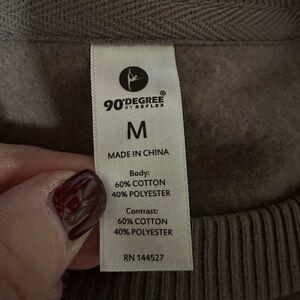 90°DEGREE®
BY REFLEX
M
MADE IN CHINA
Body:
60% COTTON
40% POLYESTER
Contrast:
60% COTTON
40% POLYESTER
RN 144527